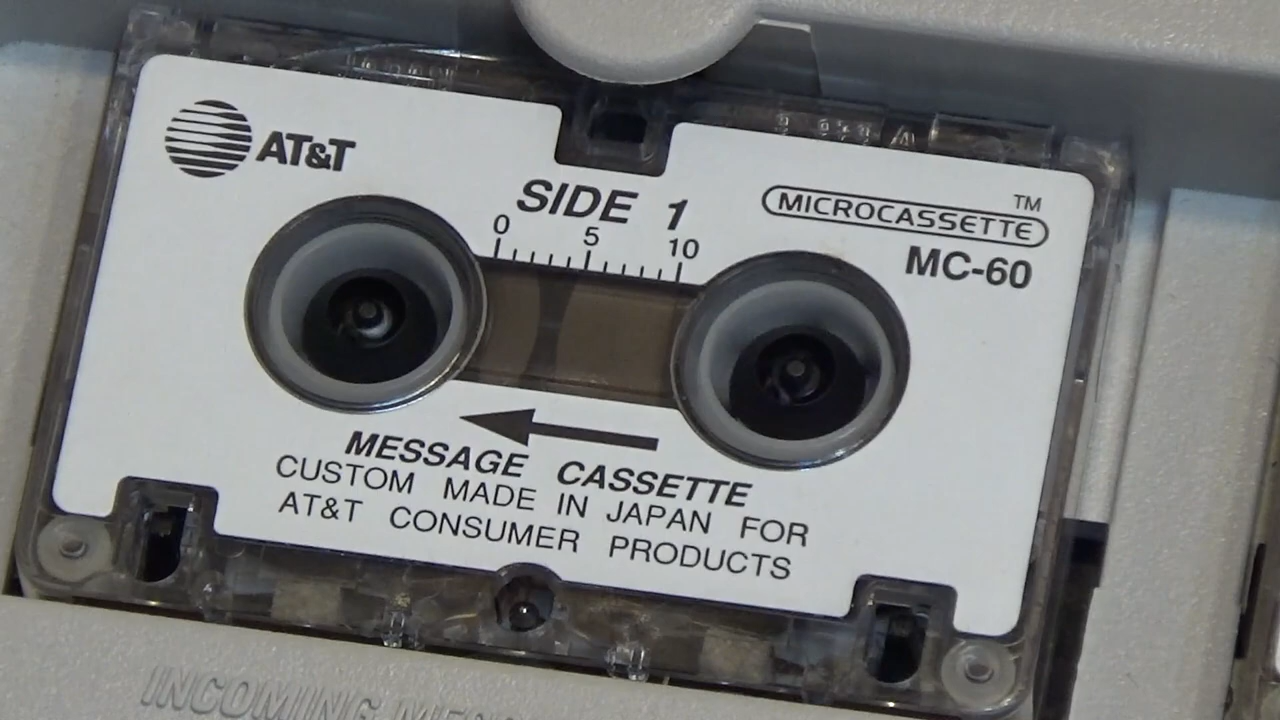 AT&T
SIDE 1
MICROCASSETTE ™
MC-60
0 5 10
MESSAGE CASSETTE
CUSTOM MADE IN JAPAN FOR
AT&T CONSUMER PRODUCTS
INCOMING